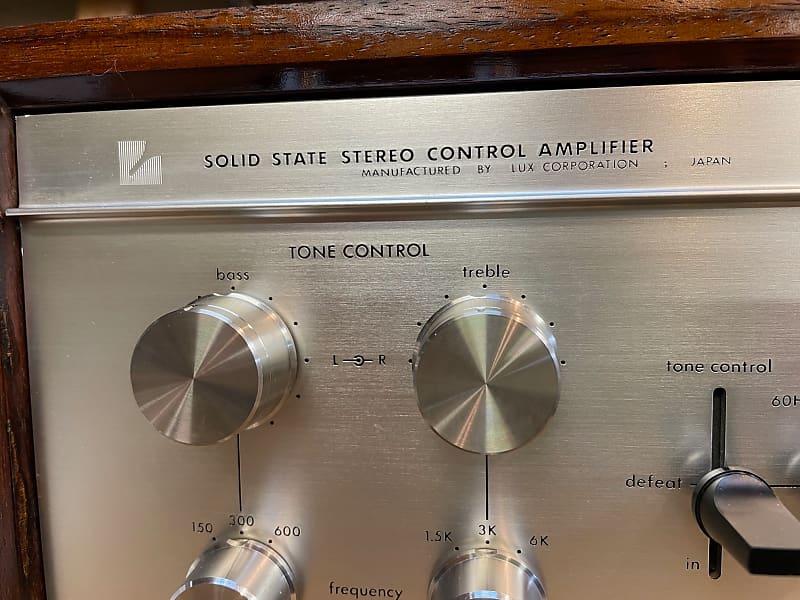 SOLID STATE STEREO CONTROL AMPLIFIER
MANUFACTURED BY LUX CORPORATION ; JAPAN
TONE CONTROL
bass
treble
L R
tone control
60H
defeat
150 300 600
1.5K 3K 6K
in
frequency